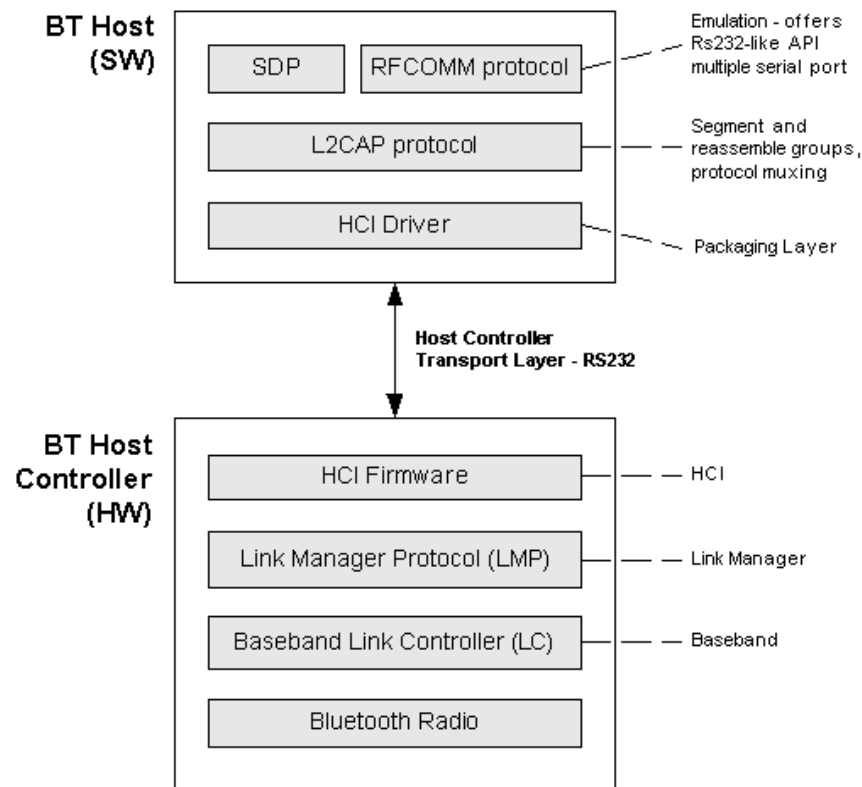 BT Host
(SW)
SDP
RFCOMM protocol
Emulation - offers
Rs232-like API
multiple serial port
L2CAP protocol
Segment and
reassemble groups,
protocol muxing
HCI Driver
Packaging Layer
Host Controller
Transport Layer - RS232
BT Host
Controller
(HW)
HCI Firmware
HCI
Link Manager Protocol (LMP)
Link Manager
Baseband Link Controller (LC)
Baseband
Bluetooth Radio